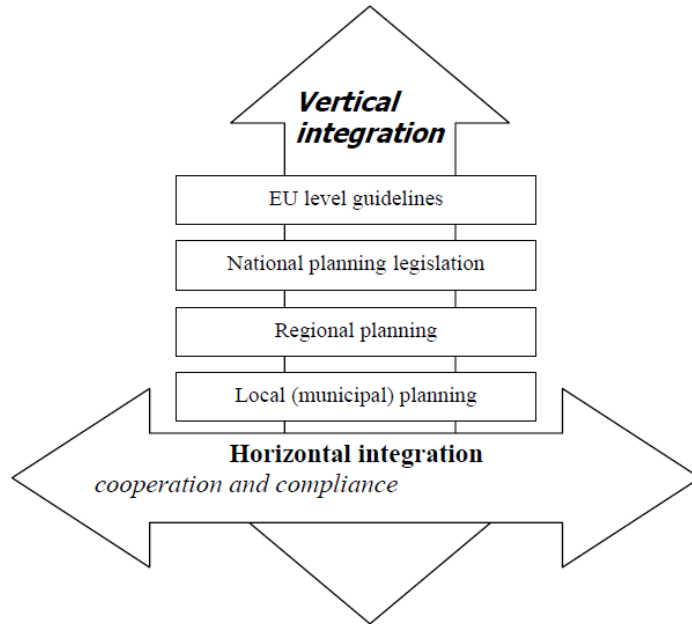 Vertical
integration
EU level guidelines
National planning legislation
Regional planning
Local (municipal) planning
Horizontal integration
cooperation and compliance